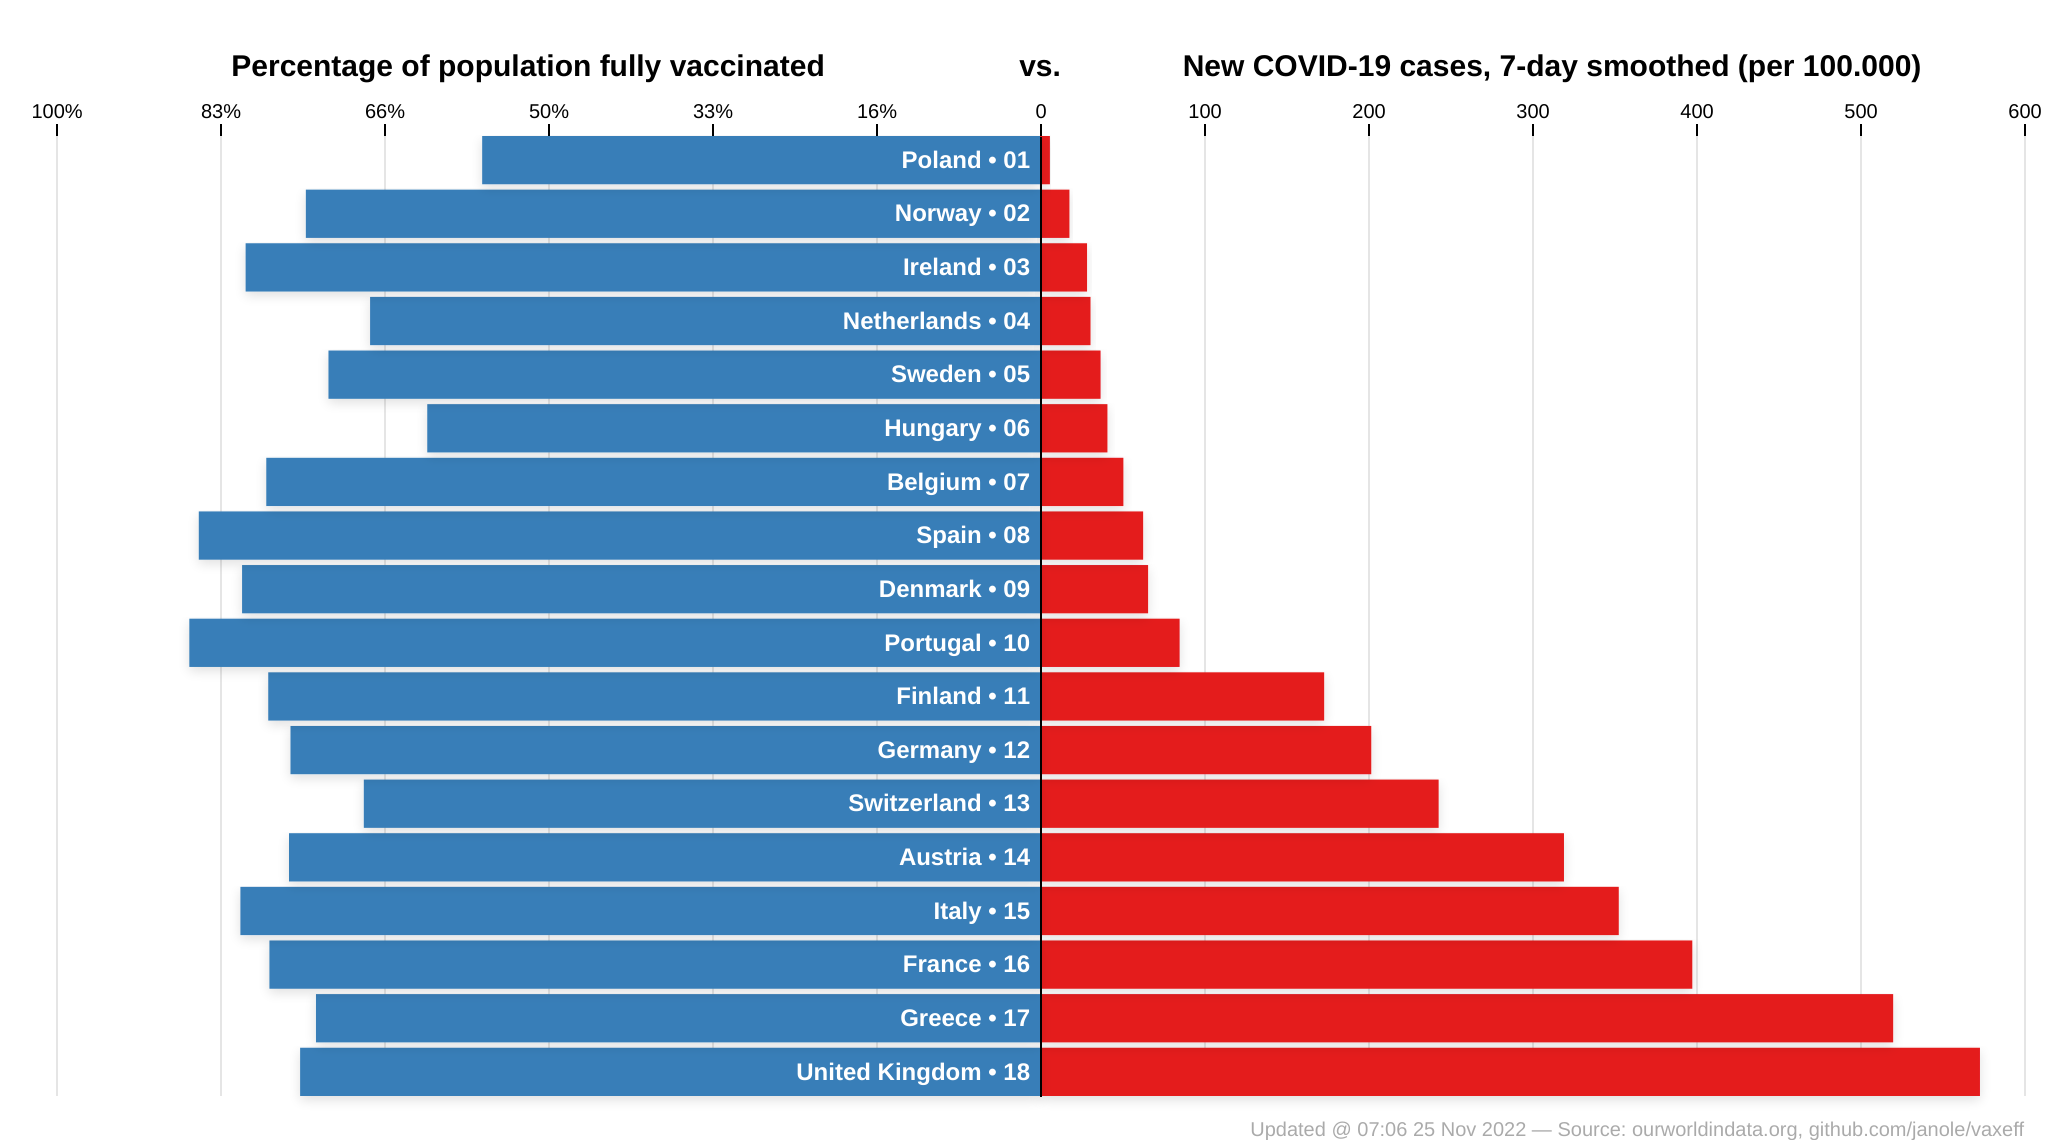 Percentage of population fully vaccinated vs. New COVID-19 cases, 7-day smoothed (per 100.000)
100% 83% 66% 50% 33% 16% 0 100 200 300 400 500 600
Poland • 01
Norway • 02
Ireland • 03
Netherlands • 04
Sweden • 05
Hungary • 06
Belgium • 07
Spain • 08
Denmark • 09
Portugal • 10
Finland • 11
Germany • 12
Switzerland • 13
Austria • 14
Italy • 15
France • 16
Greece • 17
United Kingdom • 18
Updated @ 07:06 25 Nov 2022 — Source: ourworldindata.org, github.com/janole/vaxeff